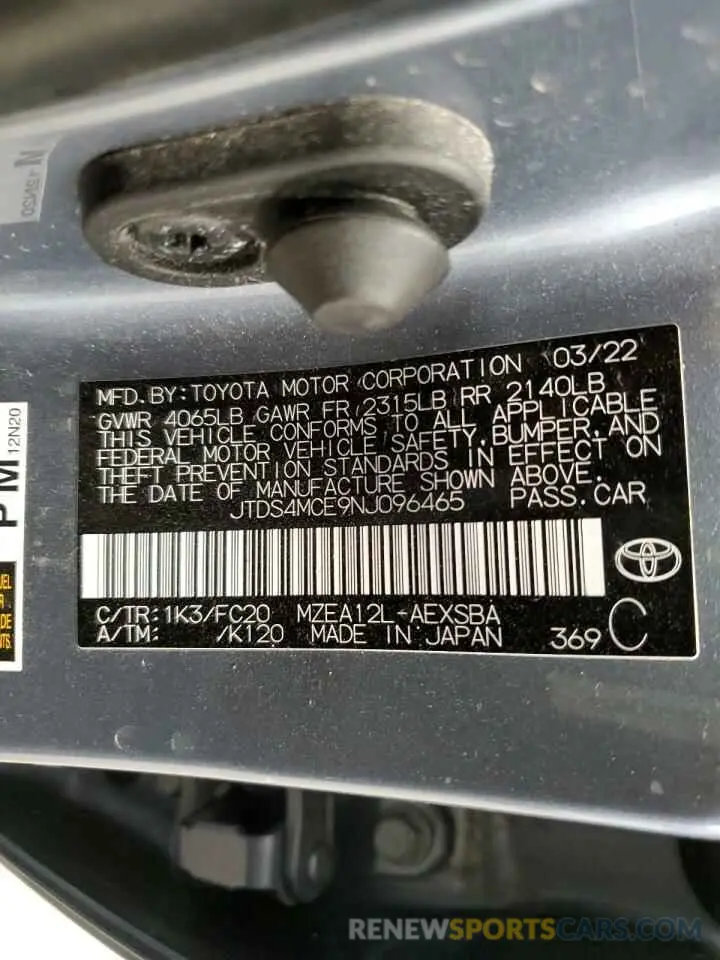 MFD. BY: TOYOTA MOTOR CORPORATION 03/22
GVWR 4065LB GAWR FR 2315LB RR 2140LB
THIS VEHICLE CONFORMS TO ALL APPLICABLE
FEDERAL MOTOR VEHICLE SAFETY, BUMPER, AND
THEFT PREVENTION STANDARDS IN EFFECT ON
THE DATE OF MANUFACTURE SHOWN ABOVE.
JTDS4MCE9NJ096465 PASS. CAR
C/TR: 1K3/FC20 MZEA12L-AEXSBA
A/TM: /K120 MADE IN JAPAN 369 C
PM
12N20
N
RENEWSPORTSCARS.COM